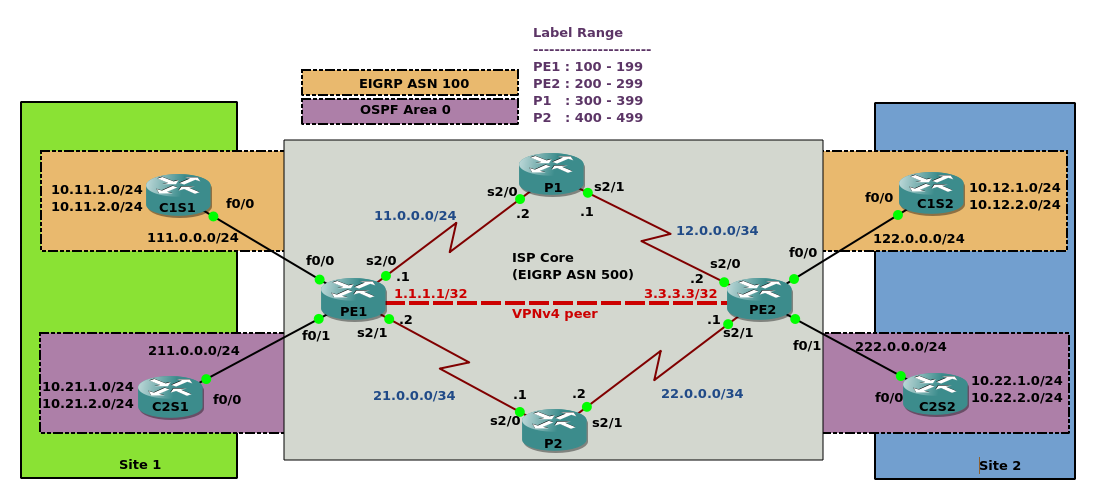 Label Range
----------------------
PE1 : 100 - 199
PE2 : 200 - 299
P1 : 300 - 399
P2 : 400 - 499
EIGRP ASN 100
OSPF Area 0
10.11.1.0/24
10.11.2.0/24
C1S1
f0/0
111.0.0.0/24
s2/0
P1
s2/1
.2
.1
11.0.0.0/24
12.0.0.0/34
f0/0
C1S2
10.12.1.0/24
10.12.2.0/24
122.0.0.0/24
ISP Core
(EIGRP ASN 500)
f0/0
s2/0
.1
PE1
1.1.1.1/32
3.3.3.3/32
VPNv4 peer
s2/0
.2
f0/0
PE2
f0/1
s2/1
.2
.1
s2/1
f0/1
211.0.0.0/24
222.0.0.0/24
10.21.1.0/24
10.21.2.0/24
C2S1
f0/0
21.0.0.0/34
22.0.0.0/34
.1
.2
s2/0
P2
s2/1
f0/0
C2S2
10.22.1.0/24
10.22.2.0/24
Site 1
Site 2